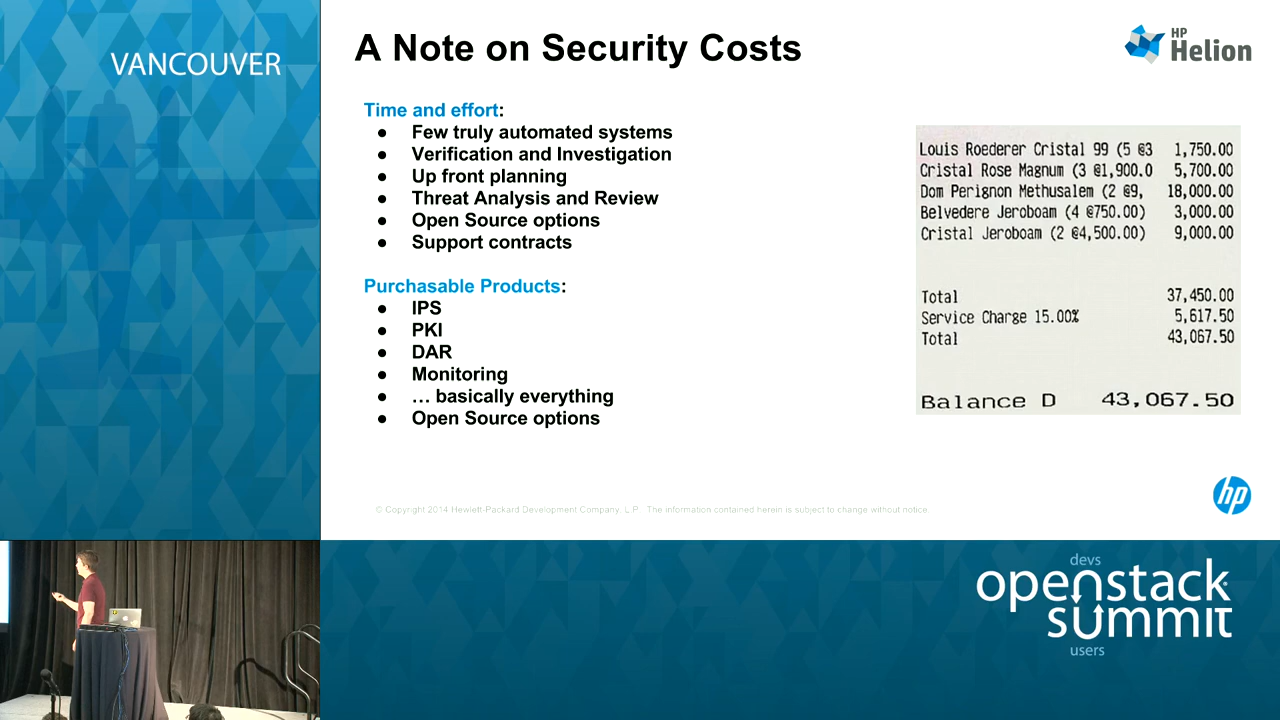 VANCOUVER
A Note on Security Costs
HP
Helion
Time and effort:
● Few truly automated systems
● Verification and Investigation
● Up front planning
● Threat Analysis and Review
● Open Source options
● Support contracts
Purchasable Products:
● IPS
● PKI
● DAR
● Monitoring
● … basically everything
● Open Source options
Louis Roederer Cristal 99 (5 @3 1,750.00
Cristal Rose Magnum (3 @1,900.0 5,700.00
Dom Perignon Methusalem (2 @9, 18,000.00
Belvedere Jeroboam (4 @750.00) 3,000.00
Cristal Jeroboam (2 @4,500.00) 9,000.00
Total 37,450.00
Service Charge 15.00% 5,617.50
Total 43,067.50
Balance D 43,067.50
© Copyright 2014 Hewlett-Packard Development Company, L.P. The information contained herein is subject to change without notice.
hp
devs
openstack
summit
users